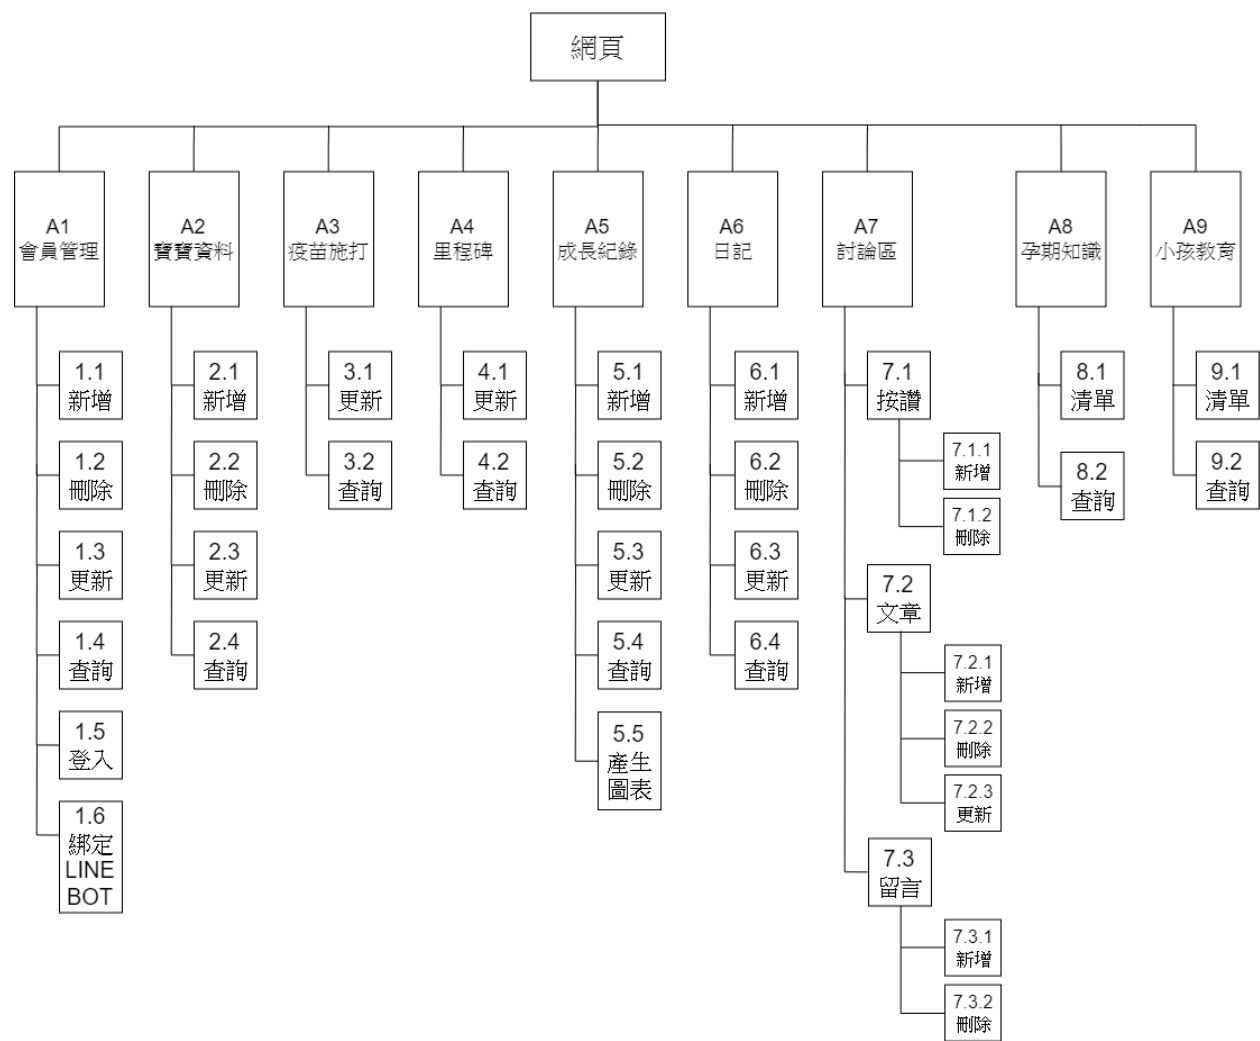 網頁
A1
會員管理
A2
寶寶資料
A3
疫苗施打
A4
里程碑
A5
成長紀錄
A6
日記
A7
討論區
A8
孕期知識
A9
小孩教育
1.1
新增
1.2
刪除
1.3
更新
1.4
查詢
1.5
登入
1.6
綁定
LINE
BOT
2.1
新增
2.2
刪除
2.3
更新
2.4
查詢
3.1
更新
3.2
查詢
4.1
更新
4.2
查詢
5.1
新增
5.2
刪除
5.3
更新
5.4
查詢
5.5
產生
圖表
6.1
新增
6.2
刪除
6.3
更新
6.4
查詢
7.1
按讚
7.1.1
新增
7.1.2
刪除
7.2
文章
7.2.1
新增
7.2.2
刪除
7.2.3
更新
7.3
留言
7.3.1
新增
7.3.2
刪除
8.1
清單
8.2
查詢
9.1
清單
9.2
查詢